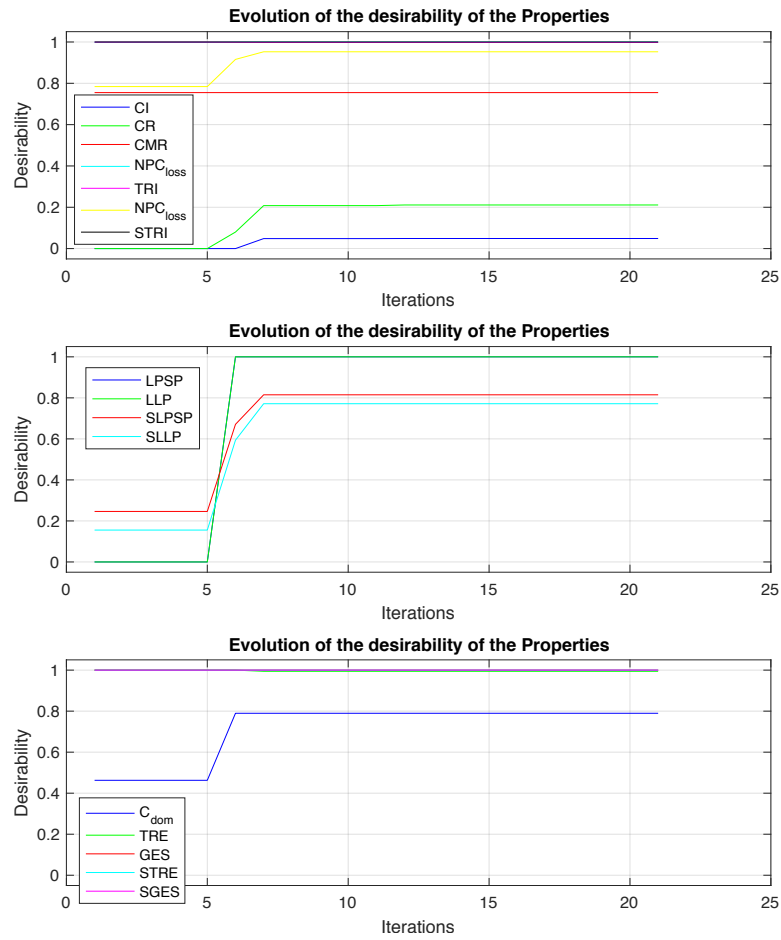 Evolution of the desirability of the Properties
1
0.8
0.6
0.4
0.2
0
Desirability
CI
CR
CMR
NPC_loss
TRI
NPC_loss
STRI
0 5 10 15 20 25
Iterations
Evolution of the desirability of the Properties
1
0.8
0.6
0.4
0.2
0
Desirability
LPSP
LLP
SLPSP
SLLP
0 5 10 15 20 25
Iterations
Evolution of the desirability of the Properties
1
0.8
0.6
0.4
0.2
0
Desirability
C_dom
TRE
GES
STRE
SGES
0 5 10 15 20 25
Iterations